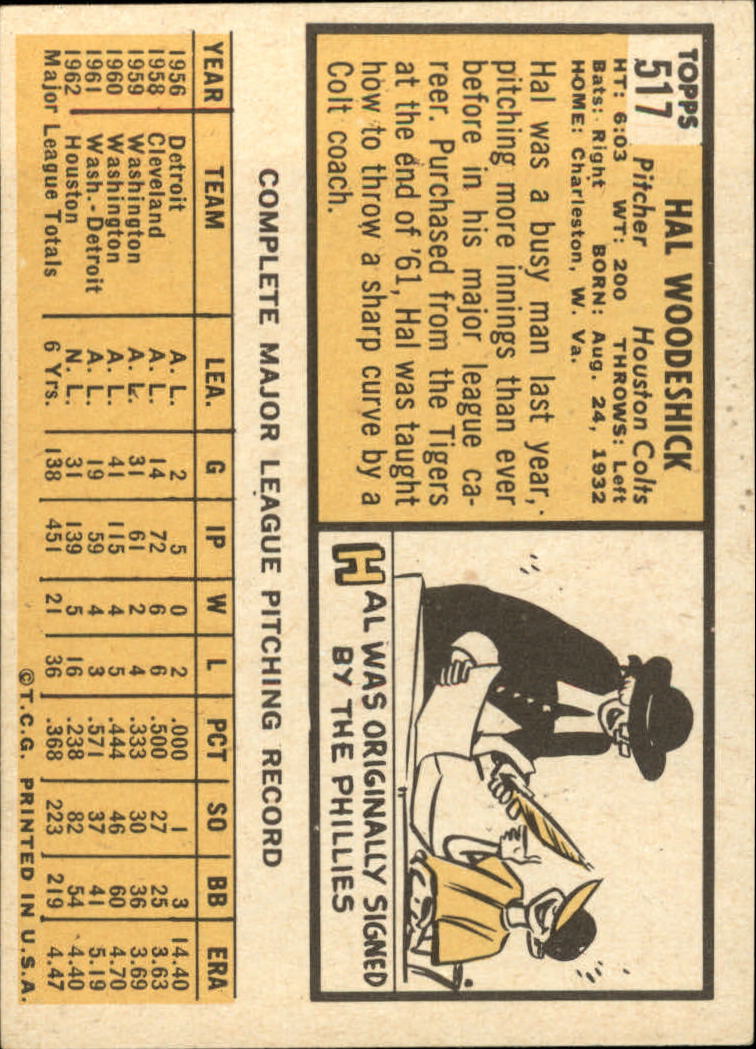 TOPPS
517
HAL WOODESHICK
Pitcher Houston Colts
HT: 6:03 WT: 200 THROWS: Left
Bats: Right BORN: Aug. 24, 1932
HOME: Charleston, W. Va.
Hal was a busy man last year,
pitching more innings than ever
before in his major league ca-
reer. Purchased from the Tigers
at the end of '61, Hal was taught
how to throw a sharp curve by a
Colt coach.
HAL WAS ORIGINALLY SIGNED
BY THE PHILLIES
COMPLETE MAJOR LEAGUE PITCHING RECORD
YEAR TEAM LEA. G IP W L PCT SO BB ERA
1956 Detroit A. L. 2 5 0 2 .000 1 3 14.40
1958 Cleveland A. L. 14 72 6 6 .500 27 25 3.63
1959 Washington A. L. 31 61 2 4 .333 30 36 3.69
1960 Washington A. L. 41 115 4 5 .444 46 60 4.70
1961 Wash.-Detroit A. L. 19 59 4 3 .571 37 41 5.19
1962 Houston N. L. 31 139 5 16 .238 82 54 4.40
Major League Totals 6 Yrs. 138 451 21 36 .368 223 219 4.47
©T.C.G. PRINTED IN U.S.A.